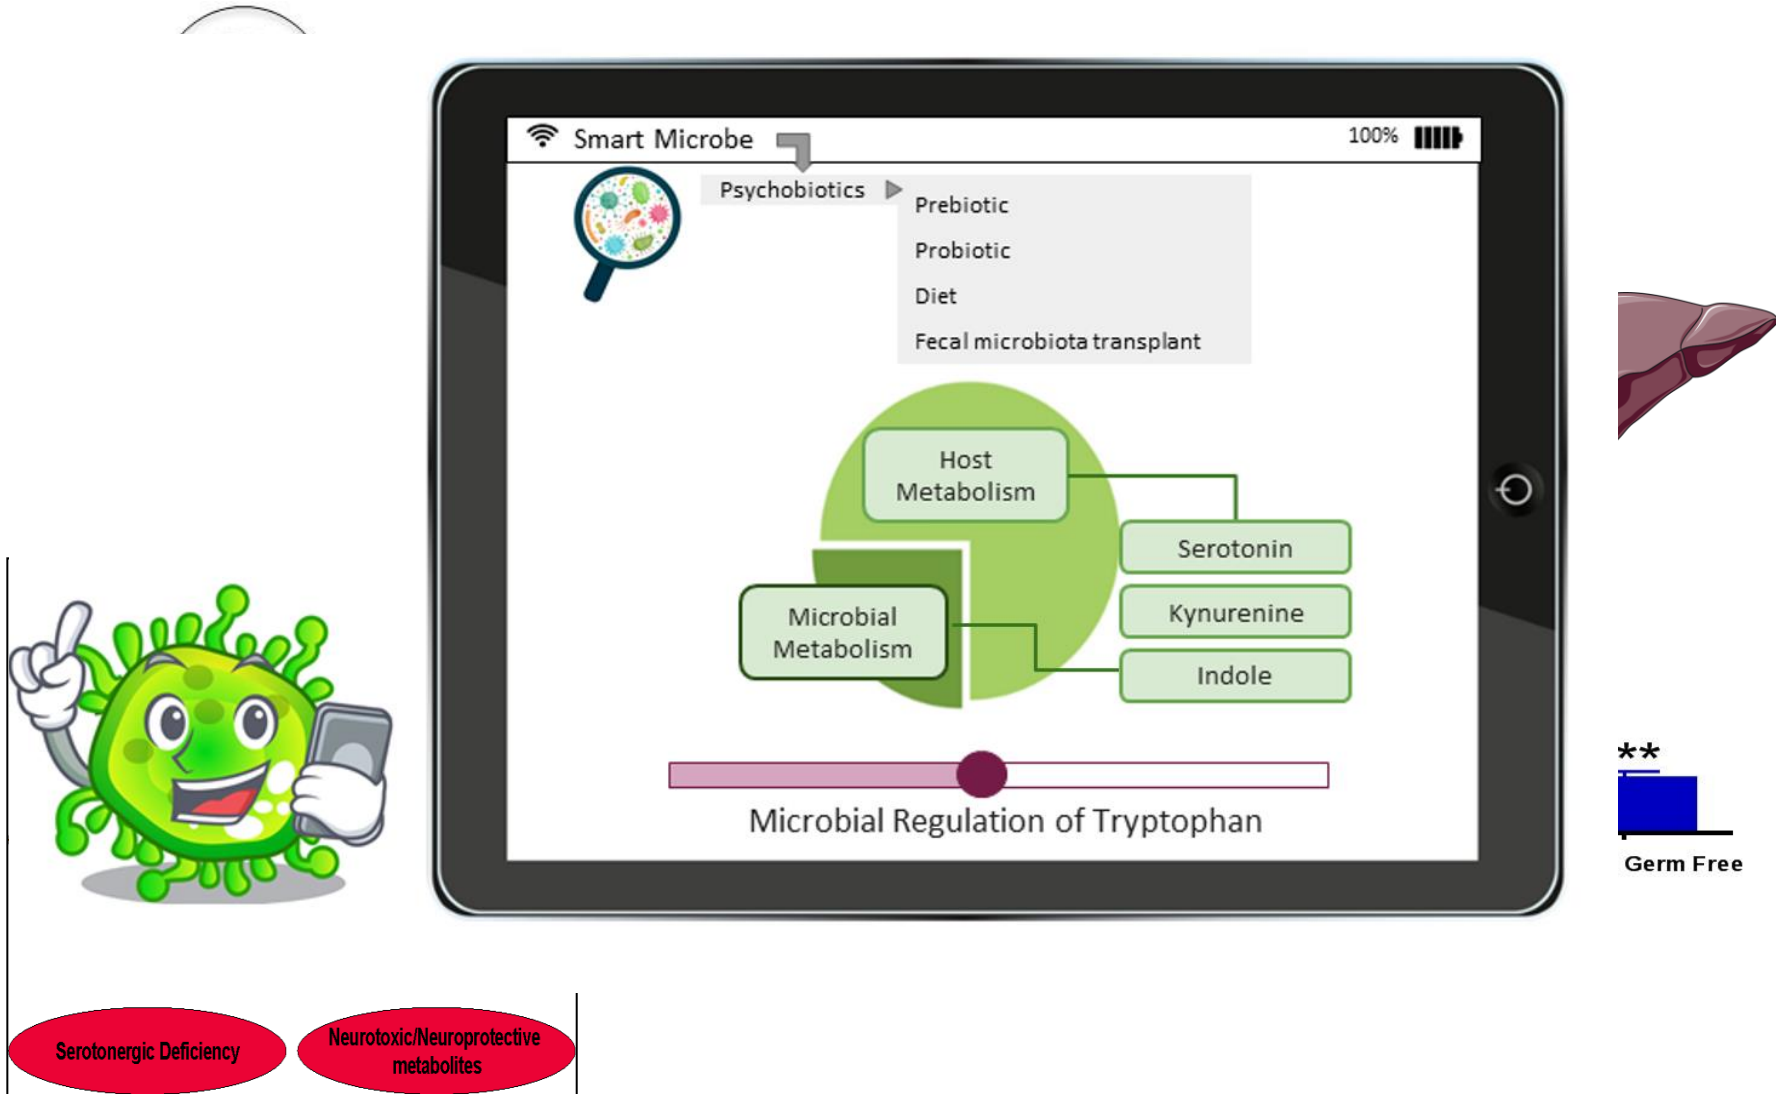 Smart Microbe
100%
Psychobiotics
Prebiotic
Probiotic
Diet
Fecal microbiota transplant
Host
Metabolism
Serotonin
Kynurenine
Indole
Microbial
Metabolism
Microbial Regulation of Tryptophan
**
Germ Free
Serotonergic Deficiency
Neurotoxic/Neuroprotective
metabolites